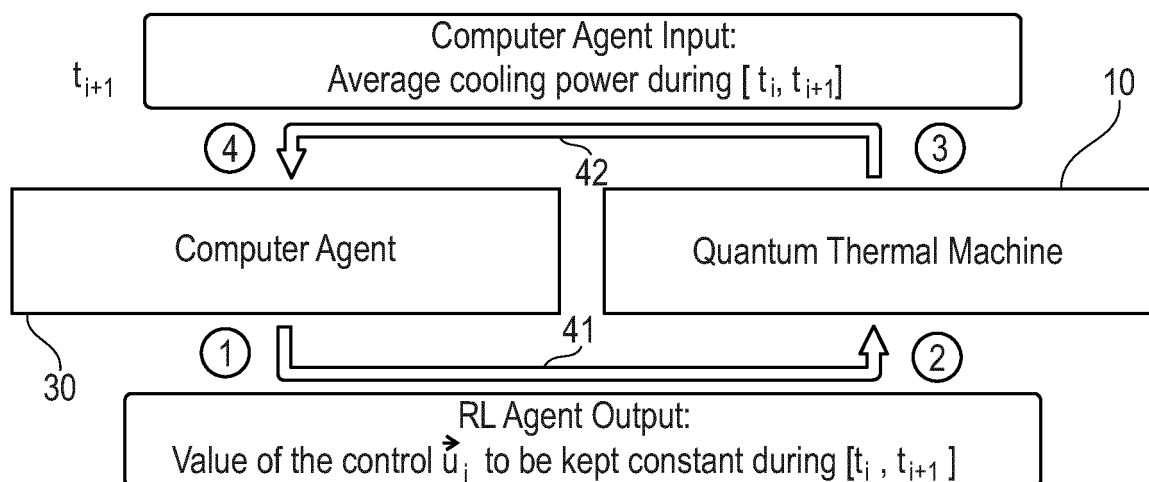 Computer Agent Input:
t_{i+1} Average cooling power during [ t_i, t_{i+1}]
10
4
42
3
Computer Agent
Quantum Thermal Machine
1
41
2
30
RL Agent Output:
Value of the control \vec{u}_i to be kept constant during [t_i , t_{i+1} ]